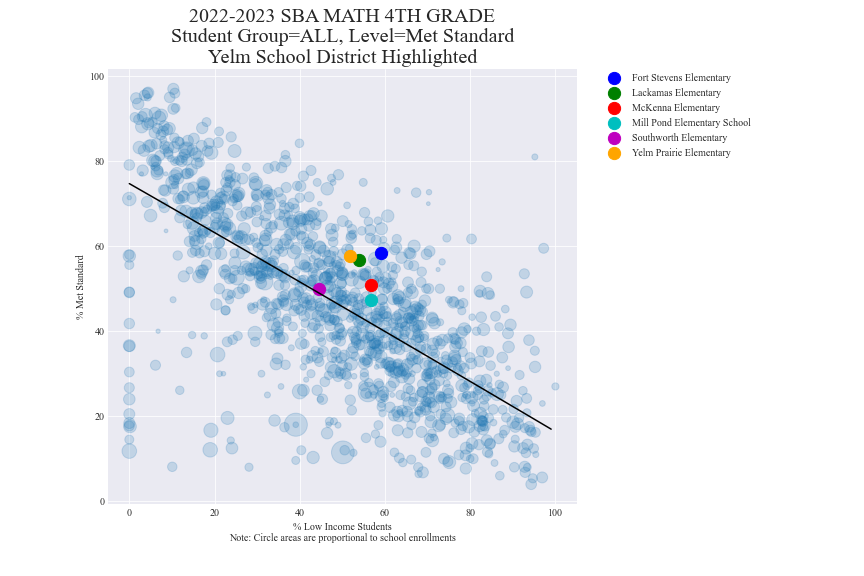 2022-2023 SBA MATH 4TH GRADE
Student Group=ALL, Level=Met Standard
Yelm School District Highlighted
100
80
60
40
20
0
% Met Standard
0 20 40 60 80 100
% Low Income Students
Note: Circle areas are proportional to school enrollments
Fort Stevens Elementary
Lackamas Elementary
McKenna Elementary
Mill Pond Elementary School
Southworth Elementary
Yelm Prairie Elementary